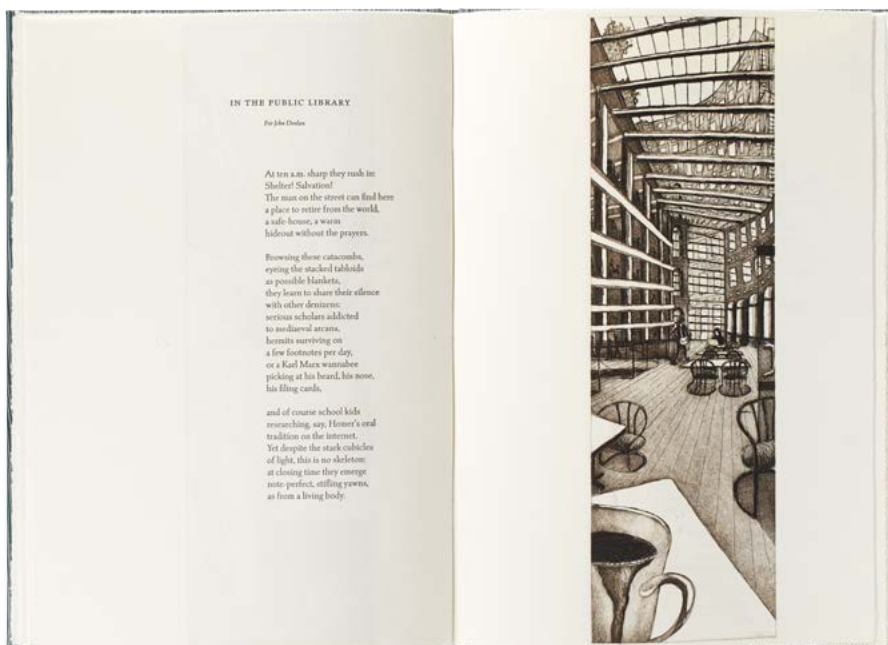 IN THE PUBLIC LIBRARY
For John Donlan
At ten a.m. sharp they rush in:
Shelter! Salvation!
The man on the street can find here
a place to retire from the world,
a safe-house, a warm
hideout without the prayers.
Browsing these catacombs,
eyeing the stacked tabloids
as possible blankets,
they learn to share their silence
with other denizens:
serious scholars addicted
to mediaeval arcana,
hermits surviving on
a few footnotes per day,
or a Karl Marx wannabee
picking at his beard, his nose,
his filing cards,
and of course school kids
researching, say, Homer's oral
tradition on the internet.
Yet despite the stark cubicles
of light, this is no skeleton:
at closing time they emerge
note-perfect, stifling yawns,
as from a living body.